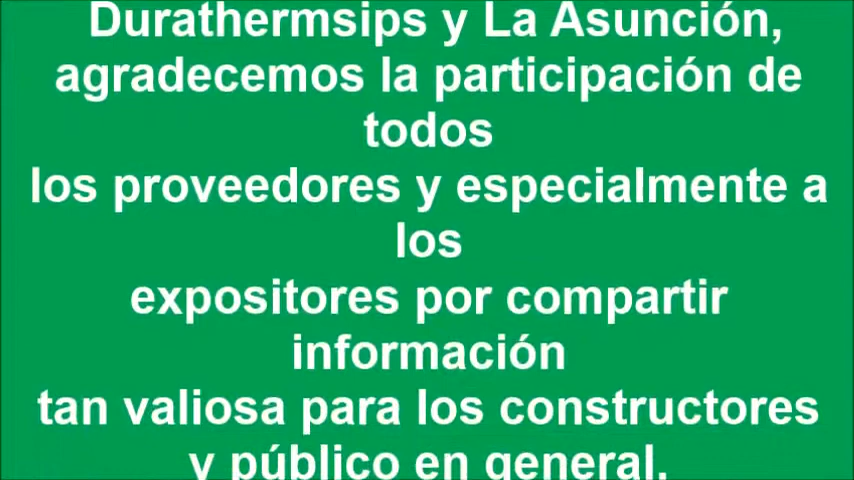 Durathermsips y La Asunción,
agradecemos la participación de
todos
los proveedores y especialmente a
los
expositores por compartir
información
tan valiosa para los constructores
y público en general.